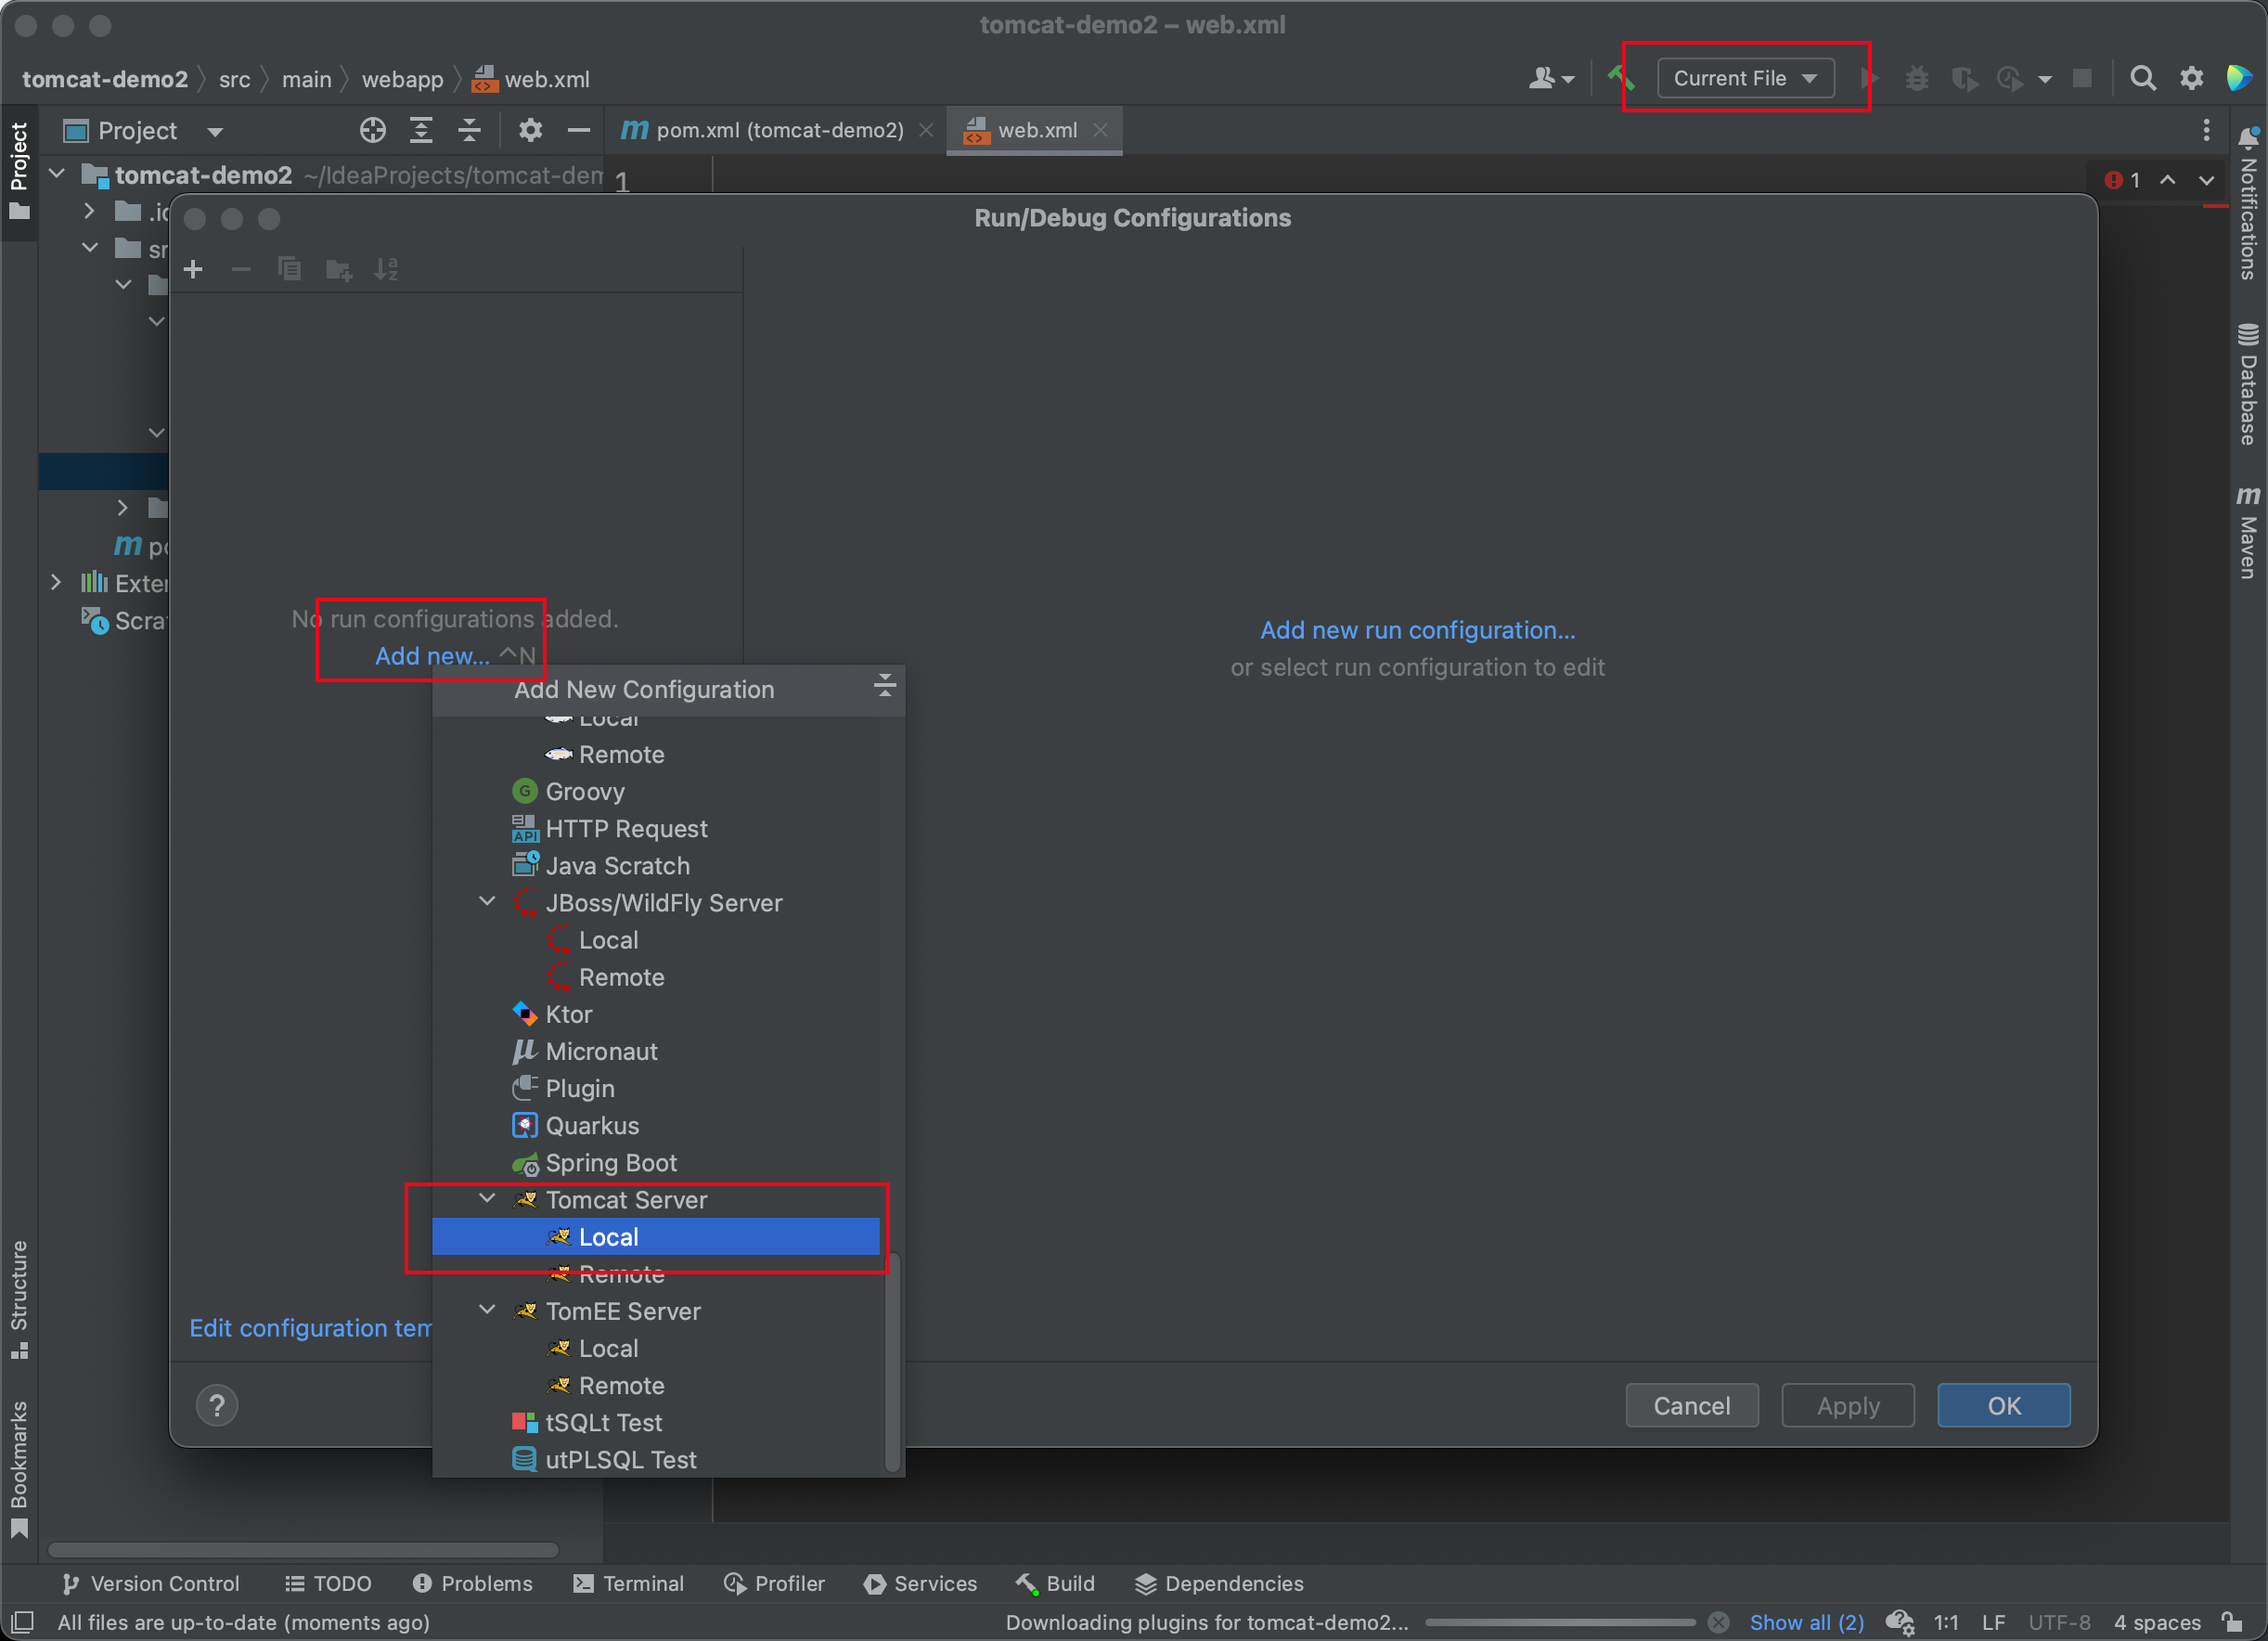 tomcat-demo2 – web.xml
tomcat-demo2 src main webapp web.xml
Current File
Project
pom.xml (tomcat-demo2)
web.xml
Project
tomcat-demo2 ~/IdeaProjects/tomcat-dem
1
1
Notifications
Database
Maven
Run/Debug Configurations
No run configurations added.
Add new... ^N
Add new run configuration...
or select run configuration to edit
Add New Configuration
Local
Remote
Groovy
HTTP Request
Java Scratch
JBoss/WildFly Server
Local
Remote
Ktor
Micronaut
Plugin
Quarkus
Spring Boot
Tomcat Server
Local
Remote
TomEE Server
Local
Remote
tSQLt Test
utPLSQL Test
Edit configuration tem
?
Cancel
Apply
OK
Exter
Scra
Structure
Bookmarks
Version Control
TODO
Problems
Terminal
Profiler
Services
Build
Dependencies
All files are up-to-date (moments ago)
Downloading plugins for tomcat-demo2...
Show all (2)
1:1 LF UTF-8 4 spaces